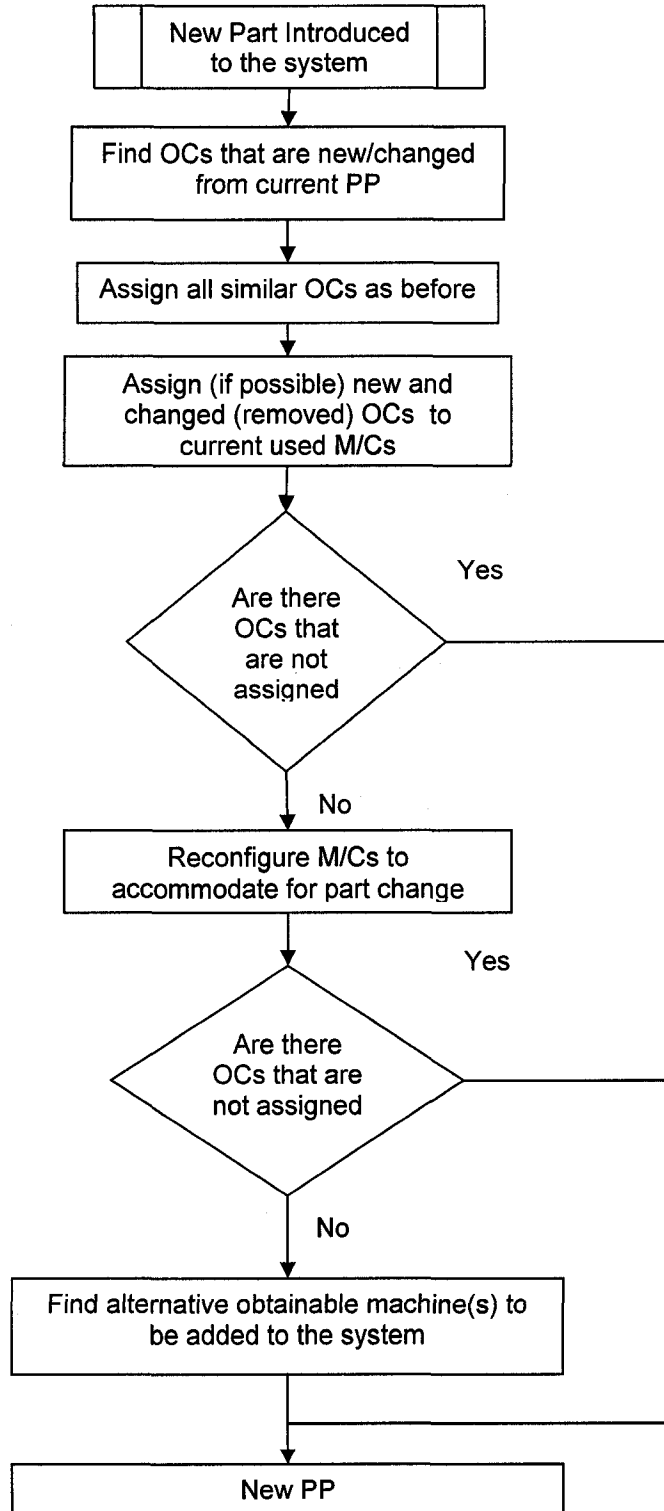 New Part Introduced
to the system
Find OCs that are new/changed
from current PP
Assign all similar OCs as before
Assign (if possible) new and
changed (removed) OCs to
current used M/Cs
Yes
Are there
OCs that
are not
assigned
No
Reconfigure M/Cs to
accommodate for part change
Yes
Are there
OCs that are
not assigned
No
Find alternative obtainable machine(s) to
be added to the system
New PP